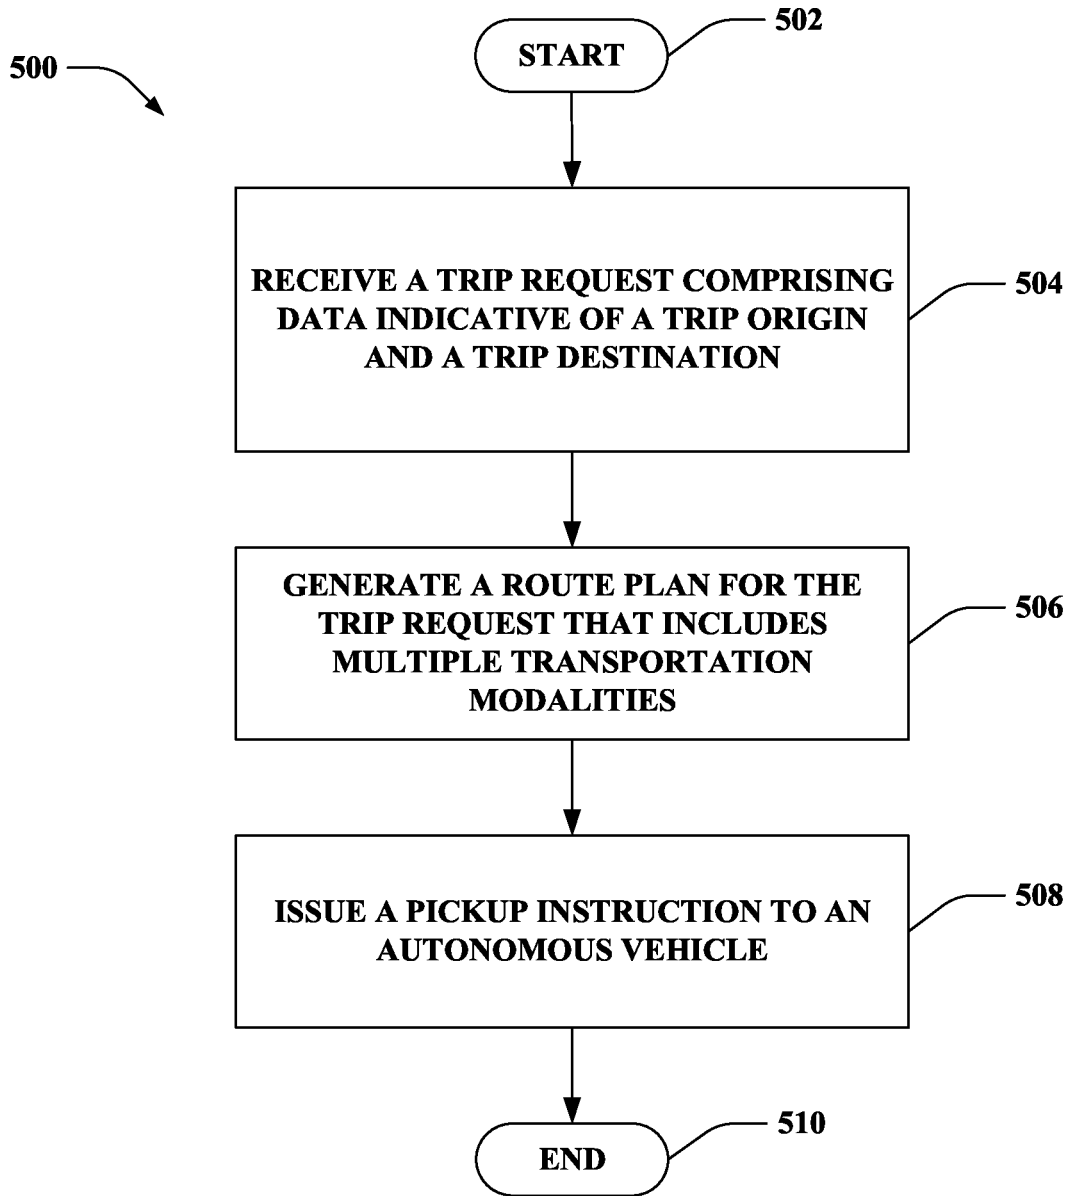 502
START
500
RECEIVE A TRIP REQUEST COMPRISING
DATA INDICATIVE OF A TRIP ORIGIN
AND A TRIP DESTINATION
504
GENERATE A ROUTE PLAN FOR THE
TRIP REQUEST THAT INCLUDES
MULTIPLE TRANSPORTATION
MODALITIES
506
ISSUE A PICKUP INSTRUCTION TO AN
AUTONOMOUS VEHICLE
508
END
510